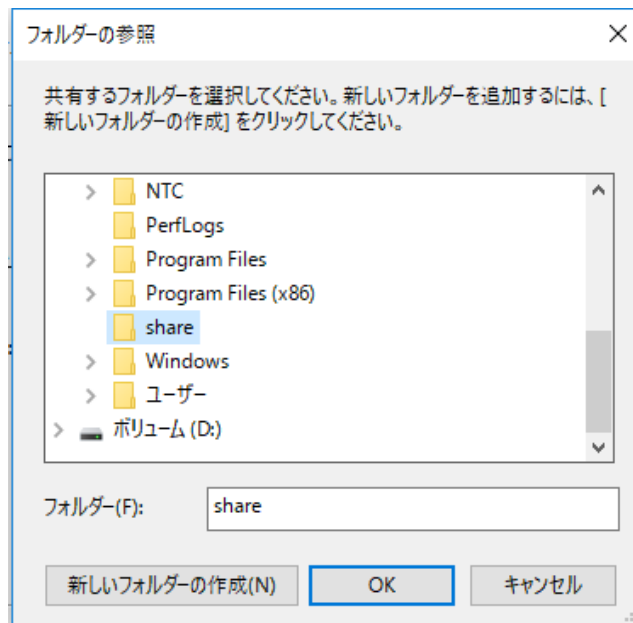 フォルダーの参照
共有するフォルダーを選択してください。新しいフォルダーを追加するには、[
新しいフォルダーの作成] をクリックしてください。
NTC
PerfLogs
Program Files
Program Files (x86)
share
Windows
ユーザー
ボリューム (D:)
フォルダー(F):
share
新しいフォルダーの作成(N)
OK
キャンセル